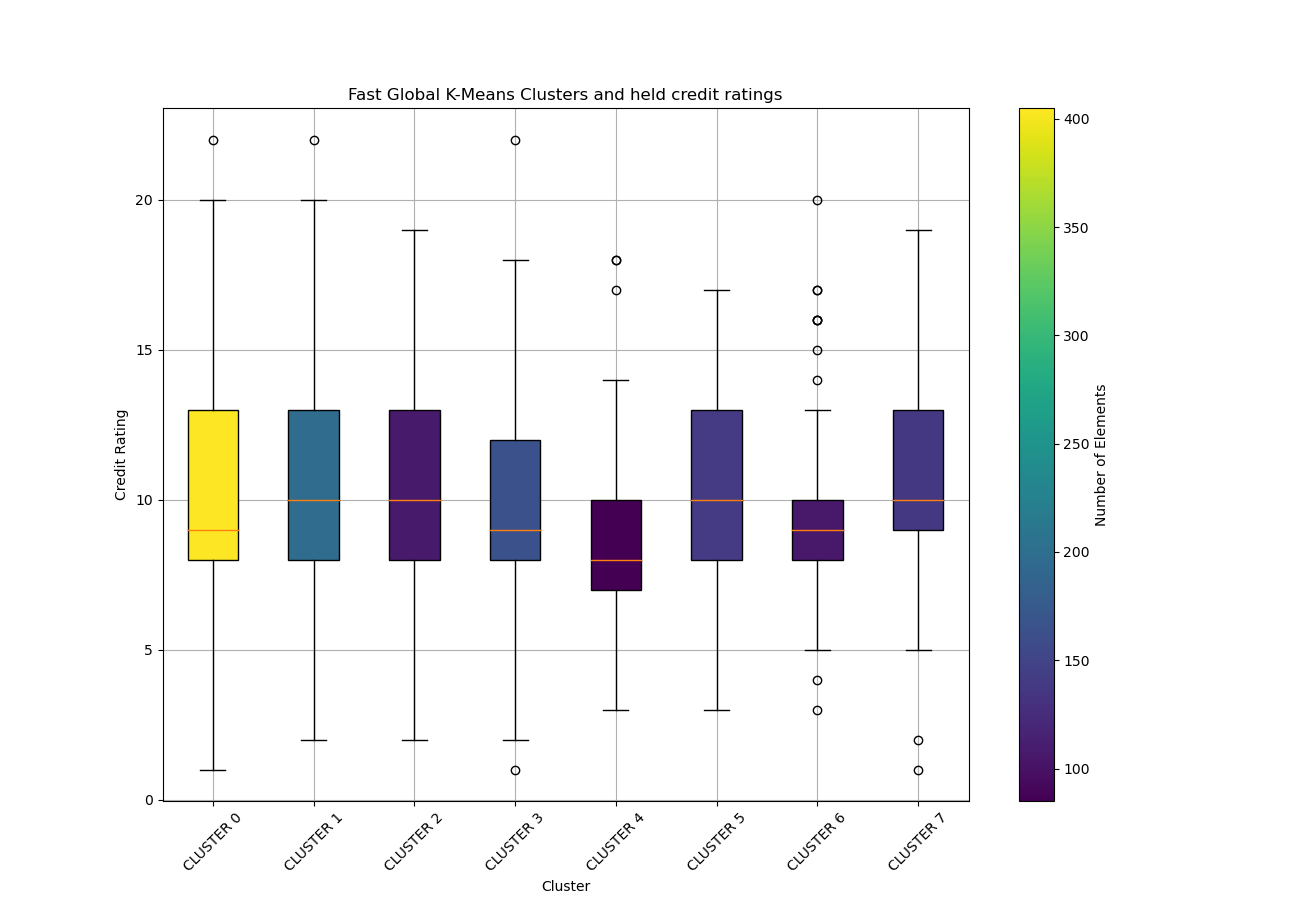 Fast Global K-Means Clusters and held credit ratings
Credit Rating
20
15
10
5
0
CLUSTER 0
CLUSTER 1
CLUSTER 2
CLUSTER 3
CLUSTER 4
CLUSTER 5
CLUSTER 6
CLUSTER 7
Cluster
400
350
300
250
200
150
100
Number of Elements